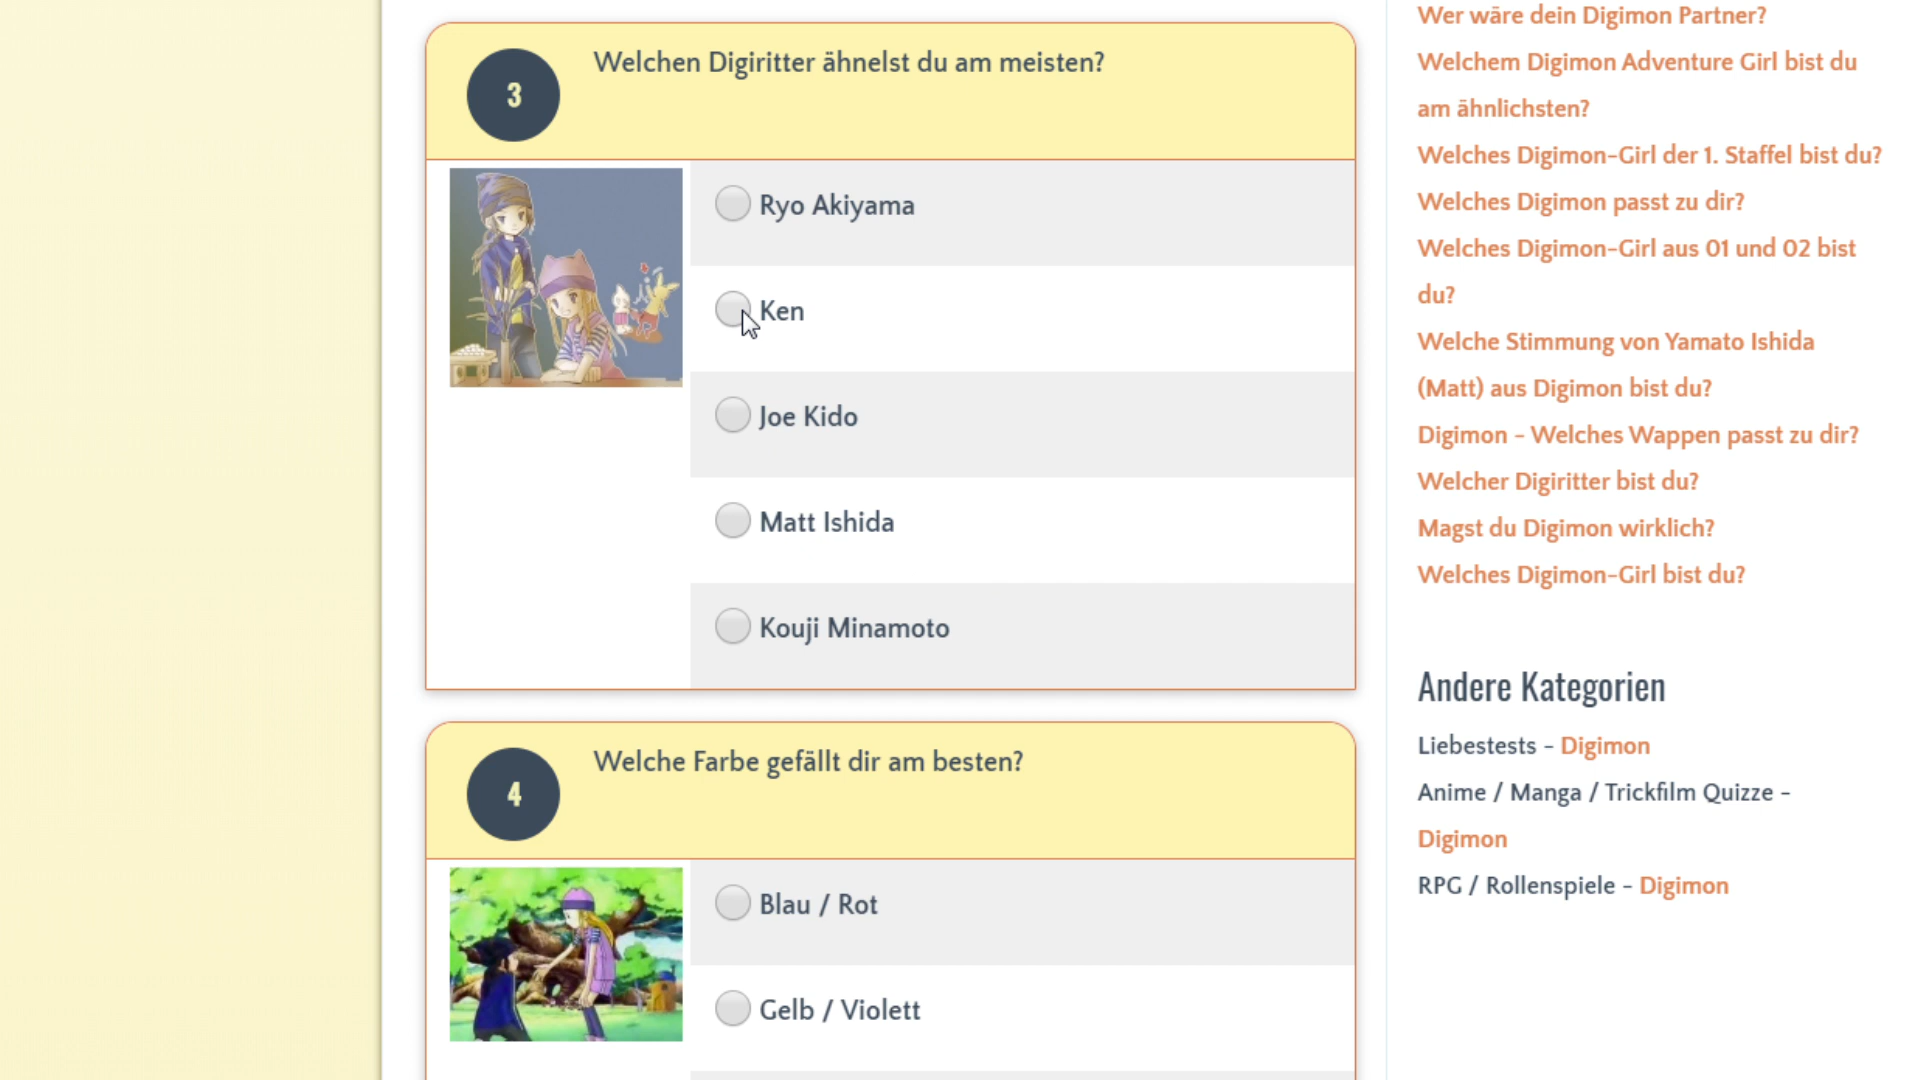 3
Welchen Digiritter ähnelst du am meisten?
Ryo Akiyama
Ken
Joe Kido
Matt Ishida
Kouji Minamoto
4
Welche Farbe gefällt dir am besten?
Blau / Rot
Gelb / Violett
Wer wäre dein Digimon Partner?
Welchem Digimon Adventure Girl bist du
am ähnlichsten?
Welches Digimon-Girl der 1. Staffel bist du?
Welches Digimon passt zu dir?
Welches Digimon-Girl aus 01 und 02 bist
du?
Welche Stimmung von Yamato Ishida
(Matt) aus Digimon bist du?
Digimon - Welches Wappen passt zu dir?
Welcher Digiritter bist du?
Magst du Digimon wirklich?
Welches Digimon-Girl bist du?
Andere Kategorien
Liebestests - Digimon
Anime / Manga / Trickfilm Quizze -
Digimon
RPG / Rollenspiele - Digimon